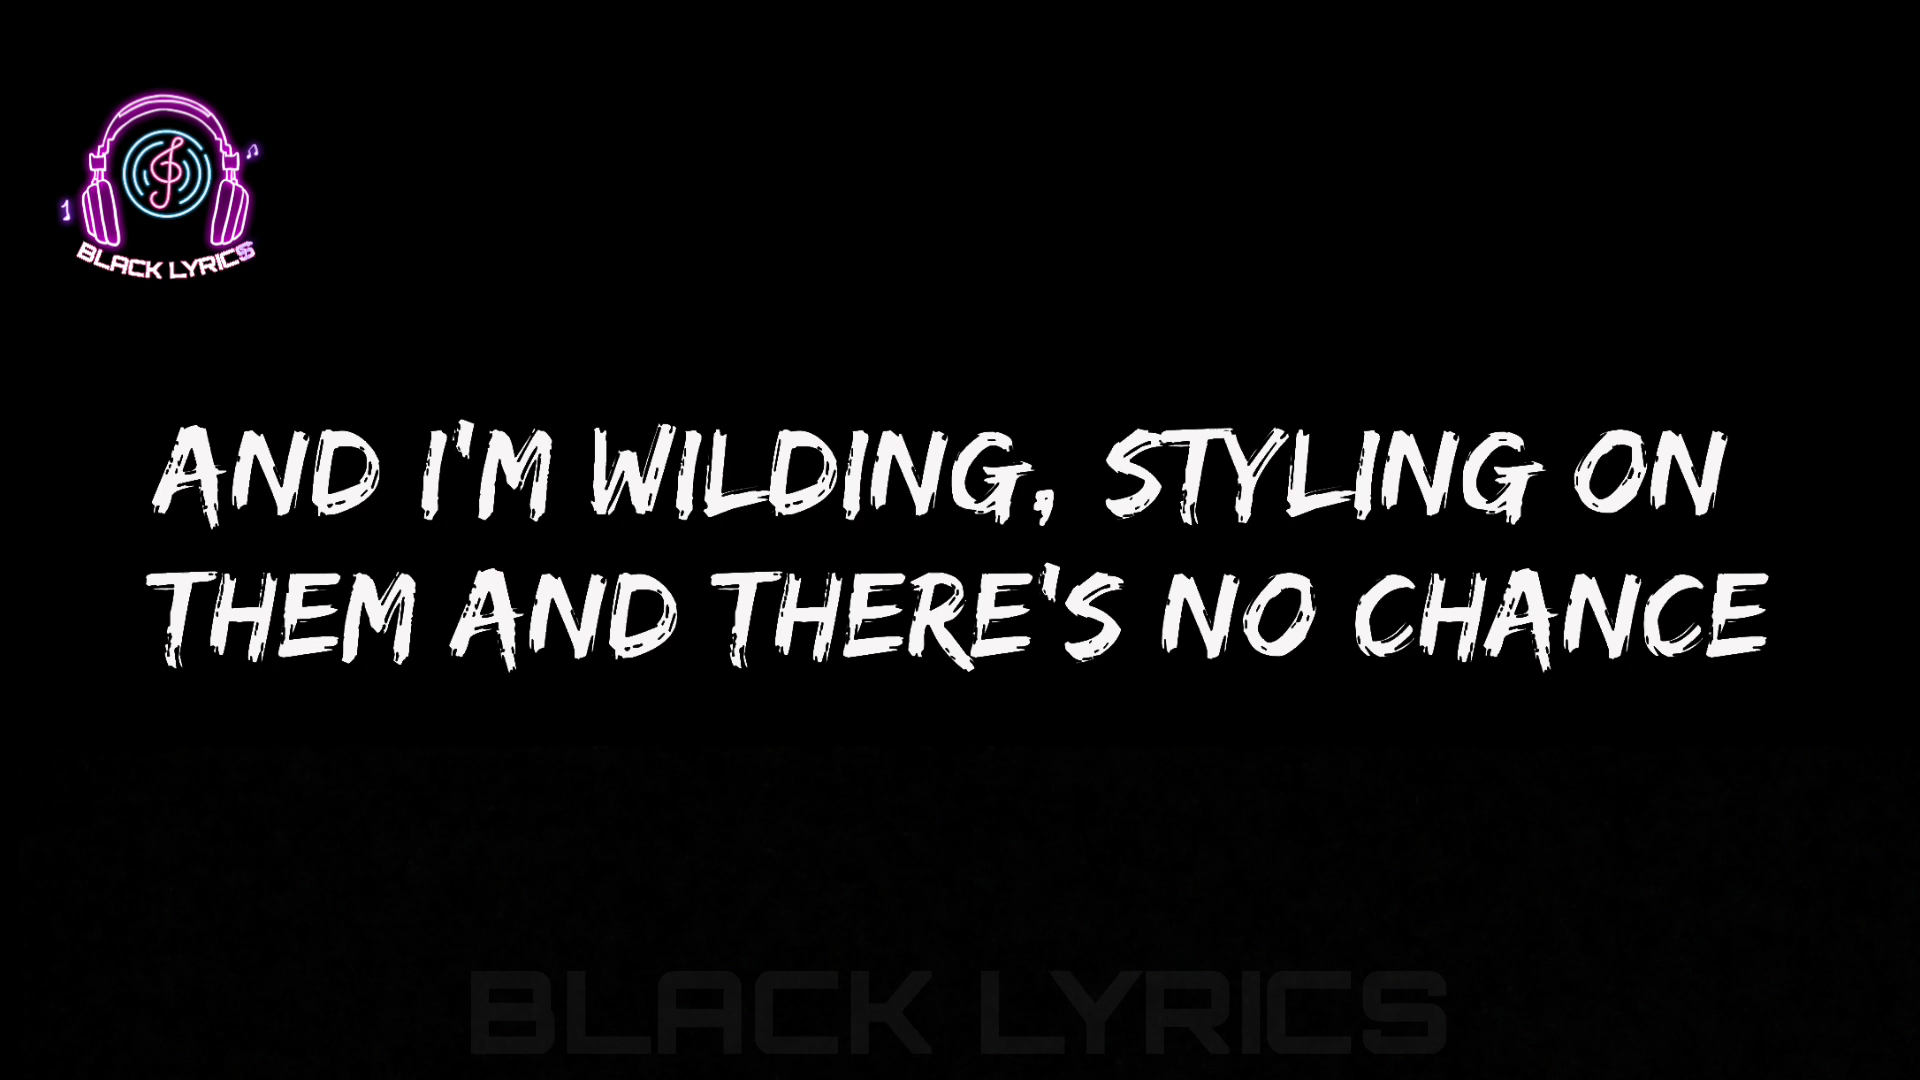 BLACK LYRICS
AND I'M WILDING, STYLING ON
THEM AND THERE'S NO CHANCE
BLACK LYRICS